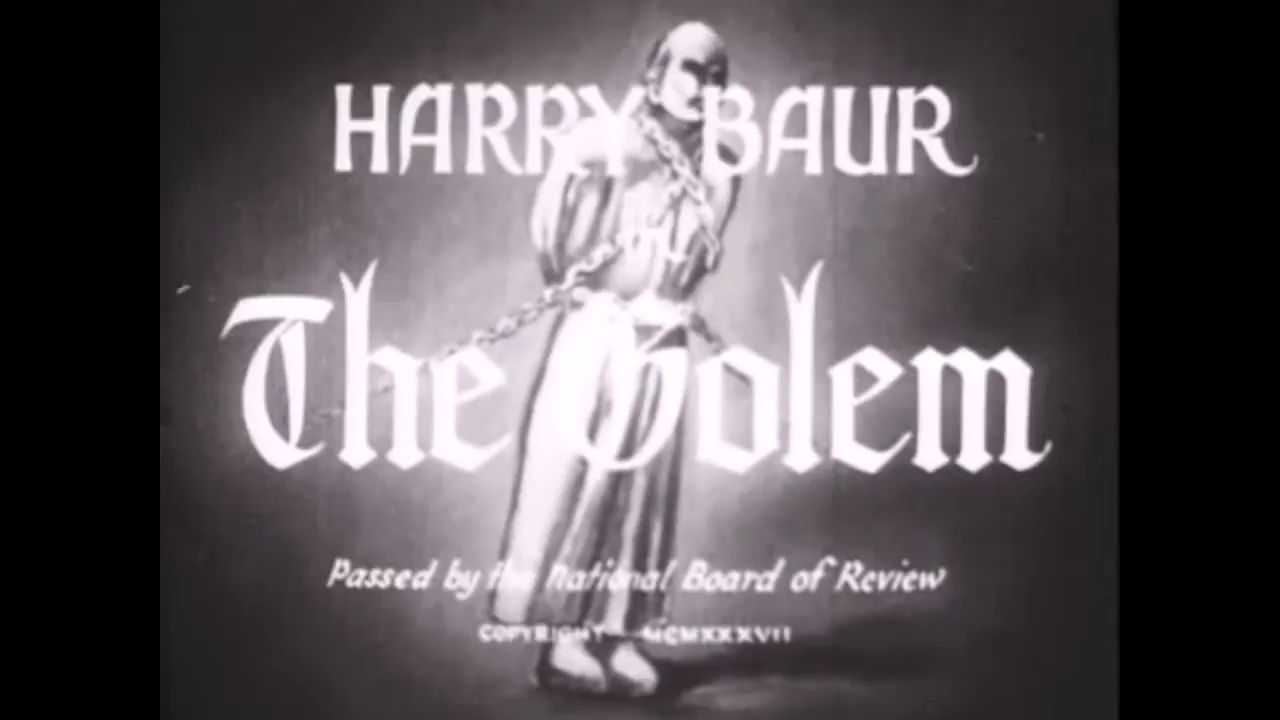 HARRY BAUR
in
The Golem
Passed by the National Board of Review
COPYRIGHT MCMXXXVII